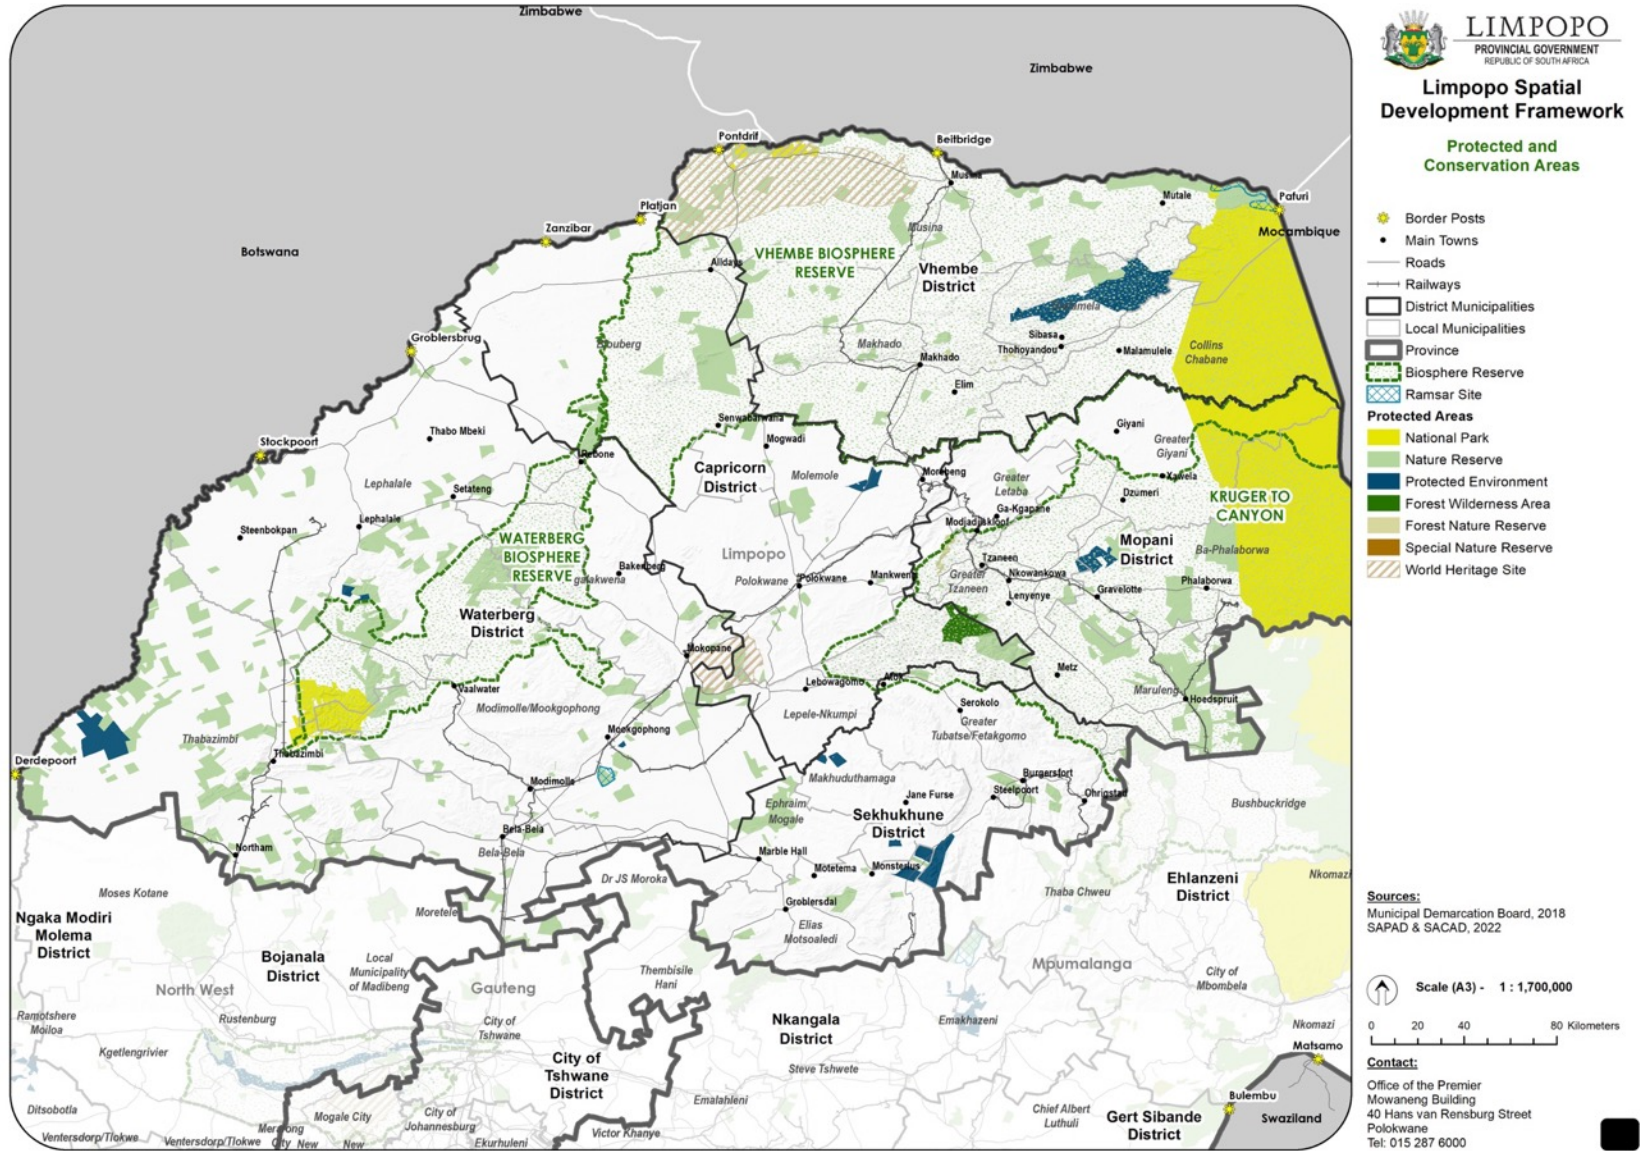 Zimbabwe
Zimbabwe
Pontdrif
Beitbridge
Musina
Mutale
Pafuri
Mocambique
Platjan
Zanzibar
Botswana
Musina
VHEMBE BIOSPHERE
RESERVE
Vhembe
District
Alldays
Groblersbrug
Blouberg
Makhado
Sibasa
Thohoyandou
Malamulele
Collins
Chabane
Makhado
Elim
Stockpoort
Thabo Mbeki
Senwabarwana
Mogwadi
Giyani
Greater
Giyani
Rebone
Capricorn
District
Molemole
Morebeng
Greater
Letaba
Xawela
Lephalale
Setateng
Dzumeri
KRUGER TO
CANYON
Steenbokpan
Lephalale
Ga-Kgapane
Modjadjiskloof
WATERBERG
BIOSPHERE
RESERVE
Limpopo
Mopani
District
Ba-Phalaborwa
Bakenberg
Polokwane
Polokwane
Mankweng
Tzaneen
Greater
Tzaneen
Nkowankowa
Lenyenye
Gravelotte
Phalaborwa
Waterberg
District
Mokopane
Lebowagomo
Metz
Maruleng
Hoedspruit
Vaalwater
Modimolle/Mookgophong
Lepele-Nkumpi
Serokolo
Greater
Tubatse/Fetakgomo
Thabazimbi
Mookgophong
Thabazimbi
Derdepoort
Modimolle
Makhuduthamaga
Burgersfort
Steelpoort
Ohrigstad
Jane Furse
Ephraim
Mogale
Sekhukhune
District
Bushbuckridge
Bela-Bela
Bela-Bela
Northam
Marble Hall
Motetema
Monsterlus
Moses Kotane
Dr JS Moroka
Moretele
Groblersdal
Elias
Motsoaledi
Thaba Chweu
Ehlanzeni
District
Nkomazi
Ngaka Modiri
Molema
District
Bojanala
District
Local
Municipality
of Madibeng
Thembisile
Hani
Mpumalanga
City of
Mbombela
North West
Gauteng
Ramotshere
Moiloa
Rustenburg
City of
Tshwane
Nkangala
District
Emakhazeni
Nkomazi
Kgetlengrivier
City of
Tshwane
District
Steve Tshwete
Matsamo
Ditsobotla
Mogale City
City of
Johannesburg
Emalahleni
Chief Albert
Luthuli
Gert Sibande
District
Bulembu
Swaziland
Ventersdorp/Tlokwe
Ventersdorp/Tlokwe
Merafong
City
New
New
Ekurhuleni
Victor Khanye
LIMPOPO
PROVINCIAL GOVERNMENT
REPUBLIC OF SOUTH AFRICA
Limpopo Spatial
Development Framework
Protected and
Conservation Areas
Border Posts
Main Towns
Roads
Railways
District Municipalities
Local Municipalities
Province
Biosphere Reserve
Ramsar Site
Protected Areas
National Park
Nature Reserve
Protected Environment
Forest Wilderness Area
Forest Nature Reserve
Special Nature Reserve
World Heritage Site
Sources:
Municipal Demarcation Board, 2018
SAPAD & SACAD, 2022
Scale (A3) - 1 : 1,700,000
0 20 40 80 Kilometers
Contact:
Office of the Premier
Mowaneng Building
40 Hans van Rensburg Street
Polokwane
Tel: 015 287 6000